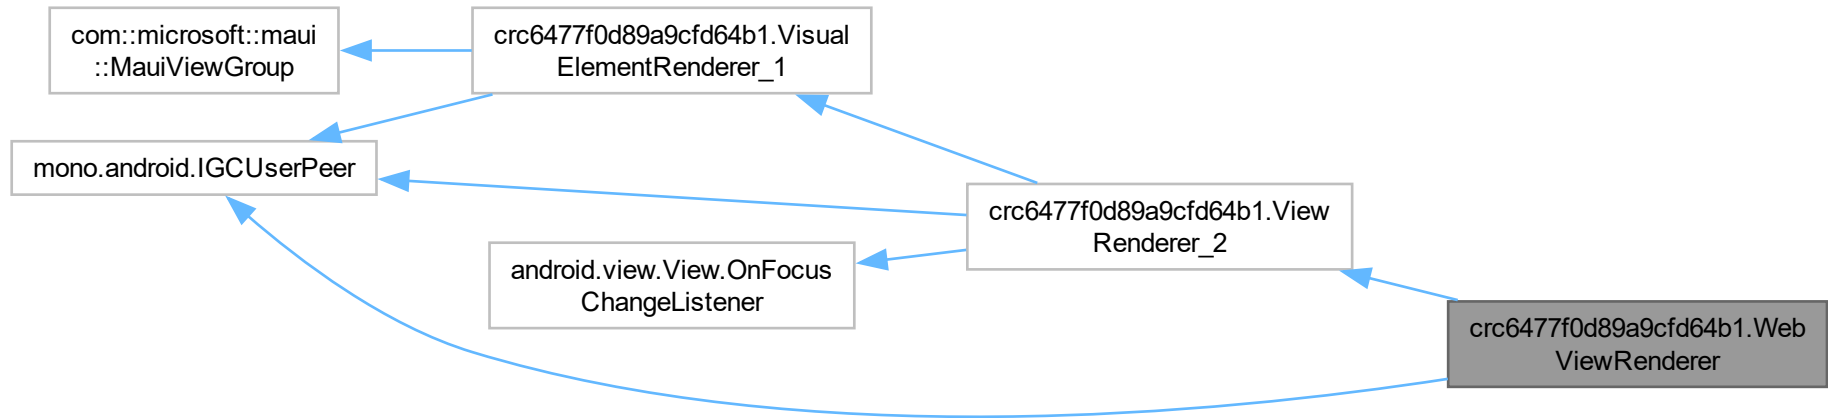 com::microsoft::maui
::MauiViewGroup
crc6477f0d89a9cfd64b1.Visual
ElementRenderer_1
mono.android.IGCUserPeer
crc6477f0d89a9cfd64b1.View
Renderer_2
android.view.View.OnFocus
ChangeListener
crc6477f0d89a9cfd64b1.Web
ViewRenderer